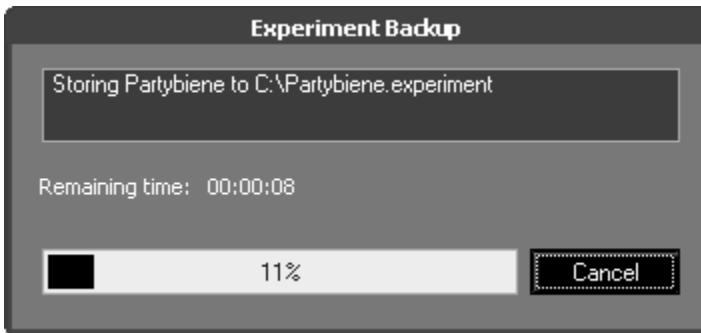 Experiment Backup
Storing Partybiene to C:\Partybiene.experiment
Remaining time: 00:00:08
11%
Cancel